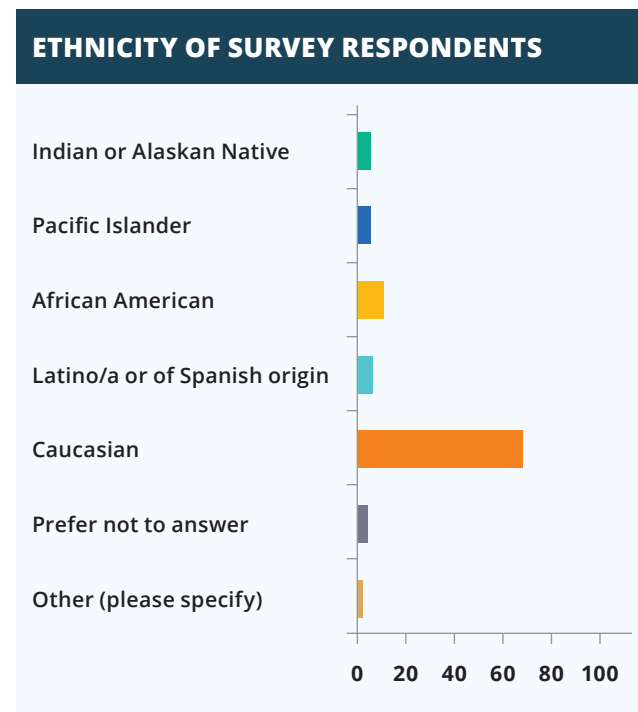 ETHNICITY OF SURVEY RESPONDENTS
Indian or Alaskan Native
Pacific Islander
African American
Latino/a or of Spanish origin
Caucasian
Prefer not to answer
Other (please specify)
0 20 40 60 80 100